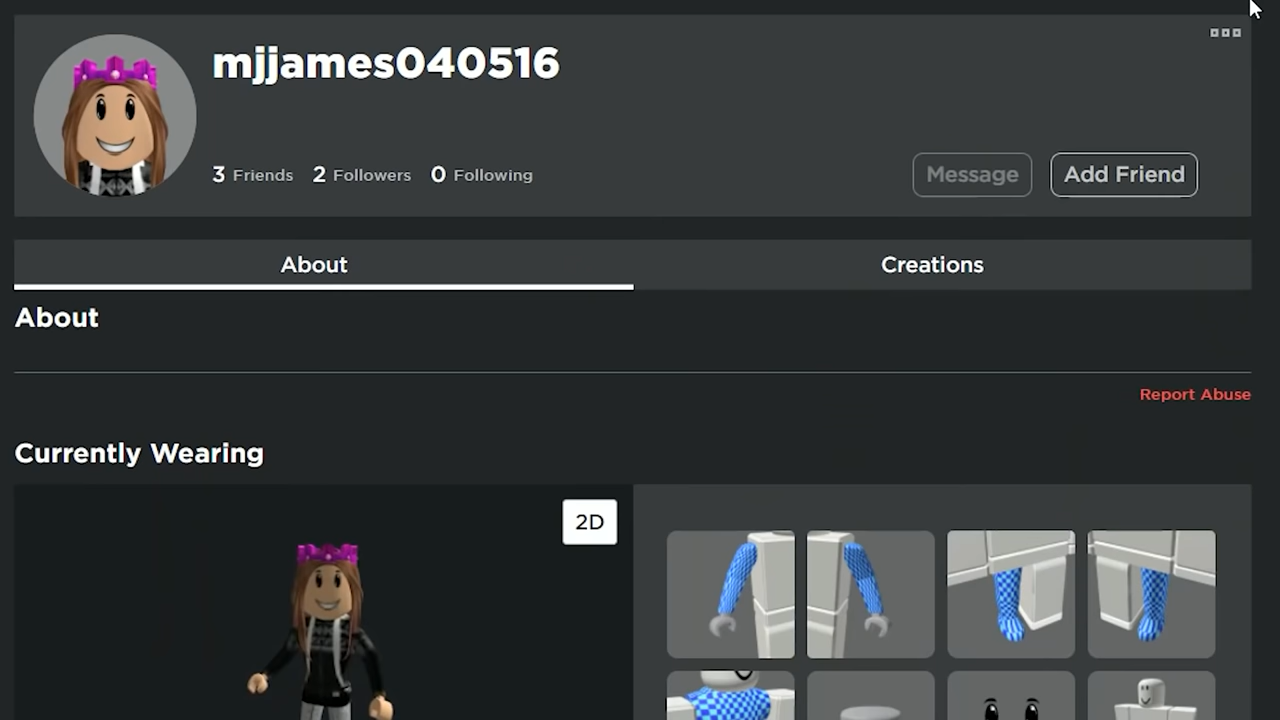 mjjames040516
3 Friends 2 Followers 0 Following
Message Add Friend
About Creations
About
Report Abuse
Currently Wearing
2D